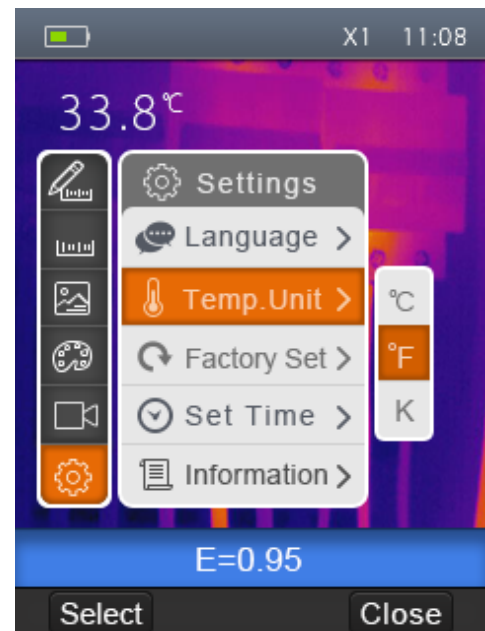 X1 11:08
33.8℃
Settings
Language
Temp.Unit
℃
Factory Set
°F
Set Time
K
Information
E=0.95
Select Close